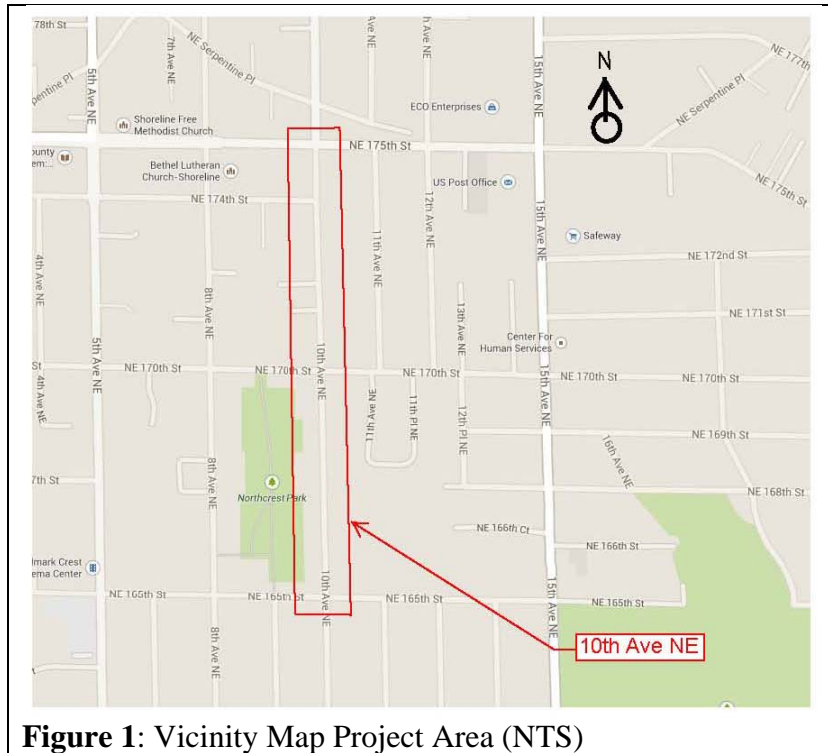 78th St
7th Ave NE
NE Serpentine Pl
5th Ave NE
15th Ave NE
N
NE 177th
NE Serpentine Pl
ECO Enterprises
Shoreline Free
Methodist Church
NE 175th St
NE 175th St
Bethel Lutheran
Church-Shoreline
US Post Office
NE 174th St
12th Ave NE
15th Ave NE
11th Ave NE
Safeway
4th Ave NE
NE 172nd St
8th Ave NE
13th Ave NE
NE 171st St
5th Ave NE
10th Ave NE
Center For
Human Services
St
NE 170th St
NE 170th St
NE 170th St
NE 170th St
NE 170th St
4th Ave NE
11th Ave NE
11th Pl NE
12th Pl NE
15th Ave NE
NE 169th St
16th Ave NE
7th St
8th Ave NE
Northcrest Park
NE 168th St
NE 166th Ct
NE 166th St
dmark Crest
ema Center
10th Ave NE
15th Ave NE
NE 165th St
NE 165th St
NE 165th St
NE 165th St
8th Ave NE
10th Ave NE
Figure 1: Vicinity Map Project Area (NTS)